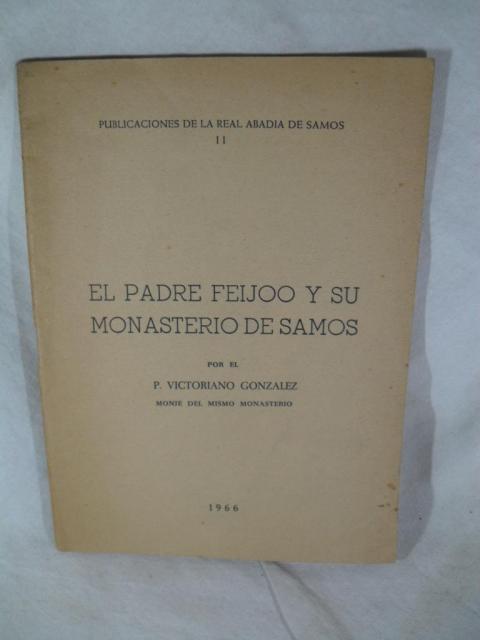 PUBLICACIONES DE LA REAL ABADIA DE SAMOS
11
EL PADRE FEIJOO Y SU
MONASTERIO DE SAMOS
POR EL
P. VICTORIANO GONZALEZ
MONJE DEL MISMO MONASTERIO
1966